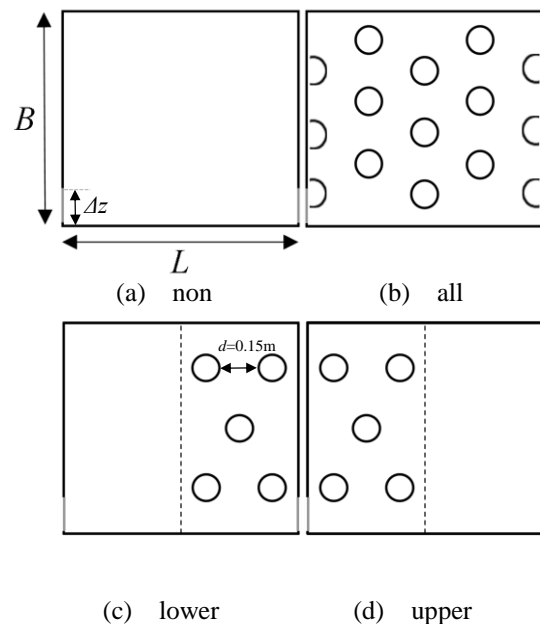 B
Δz
L
(a) non
(b) all
d=0.15m
(c) lower
(d) upper